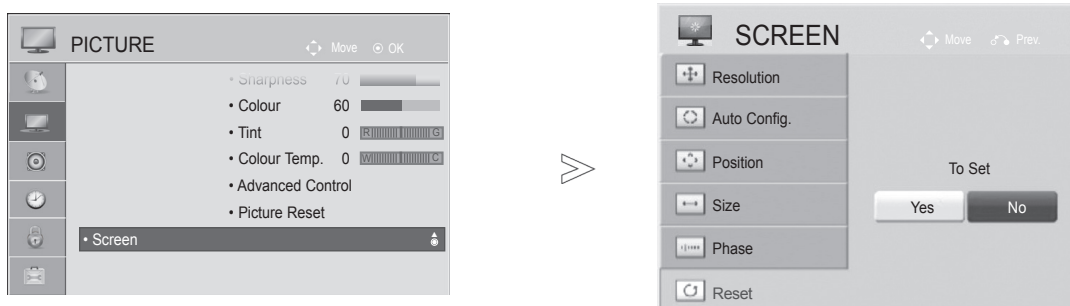 PICTURE
Move OK
• Sharpness 70
• Colour 60
• Tint 0 R G
• Colour Temp. 0 W C
• Advanced Control
• Picture Reset
• Screen
SCREEN
Move Prev.
Resolution
Auto Config.
Position
Size
Phase
Reset
To Set
Yes No